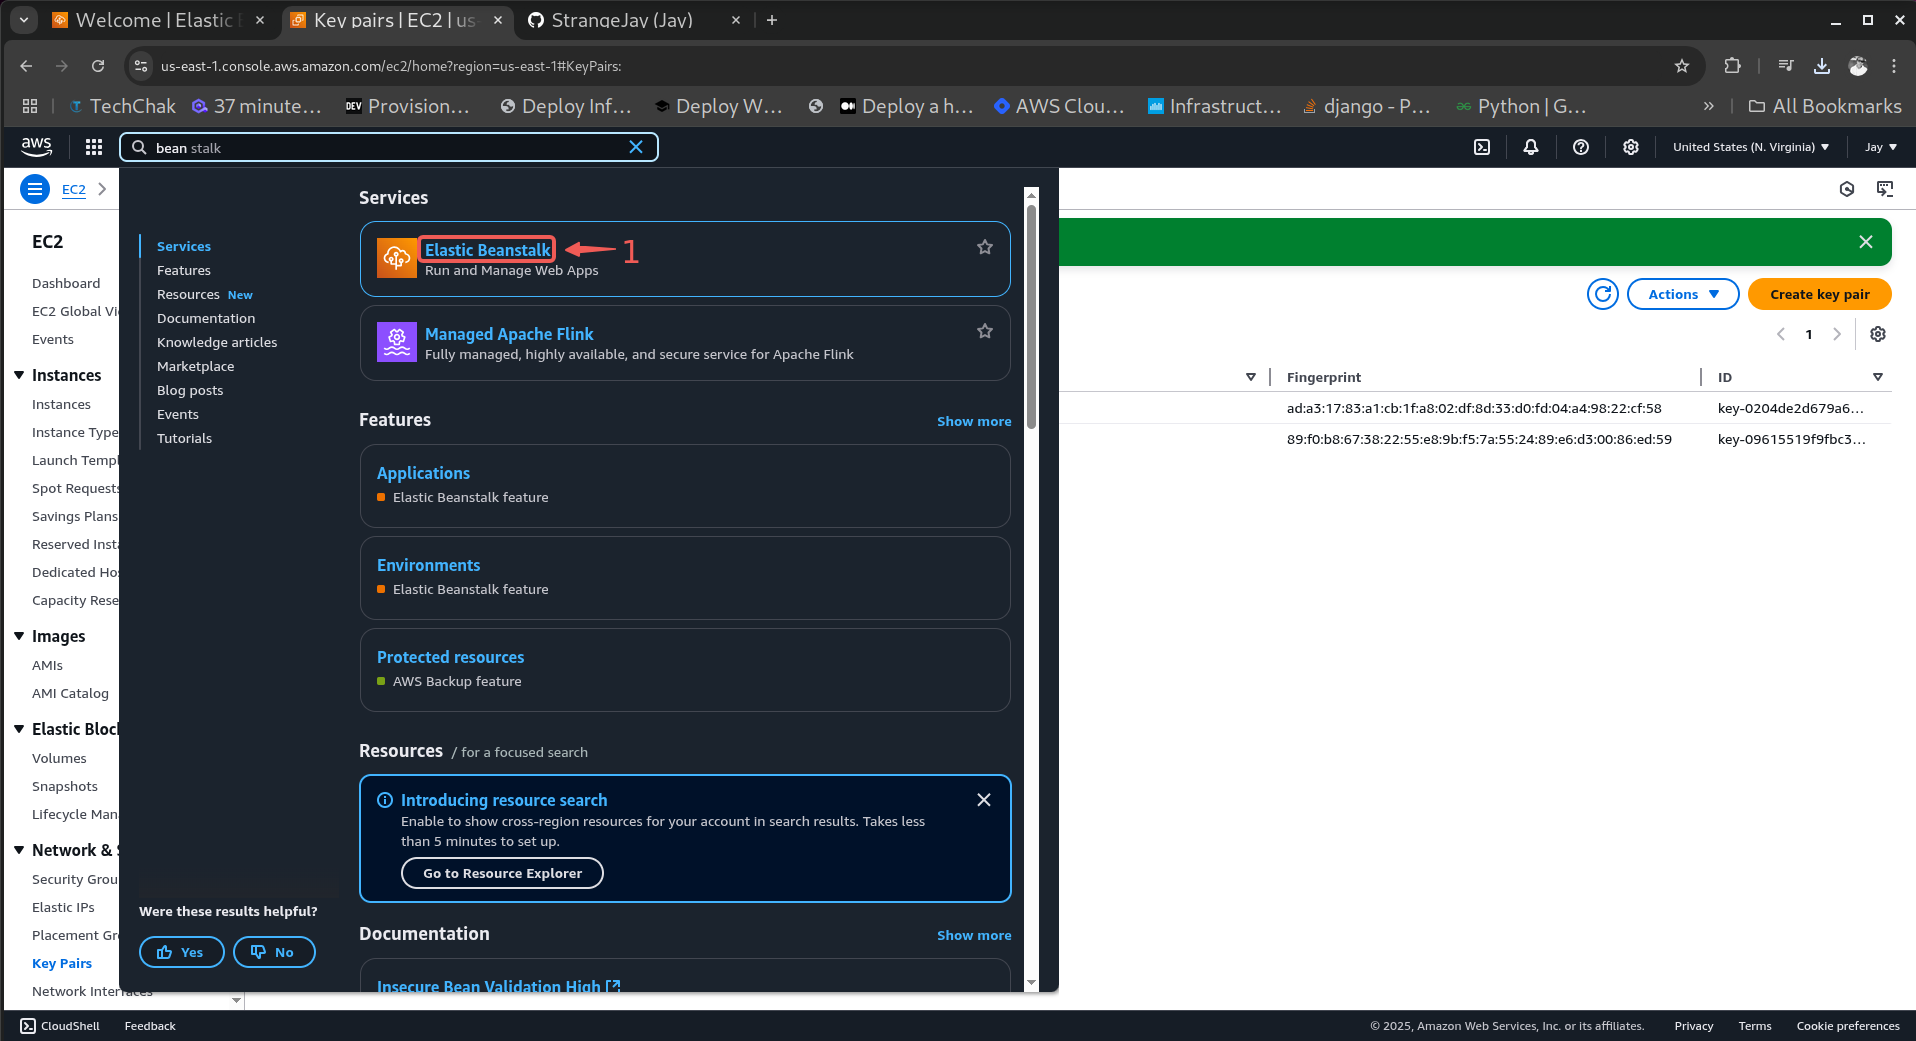 Welcome | Elastic
Key pairs | EC2 | us-
StrangeJay (Jay)
us-east-1.console.aws.amazon.com/ec2/home?region=us-east-1#KeyPairs:
TechChak
37 minute...
DEV
Provision...
Deploy Inf...
Deploy W...
Deploy a h...
AWS Clou...
Infrastruct...
django - P...
Python | G...
All Bookmarks
aws
bean stalk
United States (N. Virginia)
Jay
EC2
EC2
Dashboard
EC2 Global Vi
Events
Instances
Instances
Instance Type
Launch Templ
Spot Requests
Savings Plans
Reserved Insta
Dedicated Hos
Capacity Rese
Images
AMIs
AMI Catalog
Elastic Block
Volumes
Snapshots
Lifecycle Mana
Network & S
Security Grou
Elastic IPs
Placement Gro
Key Pairs
Network Interfaces
Services
Features
Resources New
Documentation
Knowledge articles
Marketplace
Blog posts
Events
Tutorials
Were these results helpful?
Yes
No
Services
Elastic Beanstalk
1
Run and Manage Web Apps
Managed Apache Flink
Fully managed, highly available, and secure service for Apache Flink
Features
Show more
Applications
Elastic Beanstalk feature
Environments
Elastic Beanstalk feature
Protected resources
AWS Backup feature
Resources / for a focused search
Introducing resource search
Enable to show cross-region resources for your account in search results. Takes less
than 5 minutes to set up.
Go to Resource Explorer
Documentation
Show more
Insecure Bean Validation High
Actions
Create key pair
1
Fingerprint
ID
ad:a3:17:83:a1:cb:1f:a8:02:df:8d:33:d0:fd:04:a4:98:22:cf:58
key-0204de2d679a6...
89:f0:b8:67:38:22:55:e8:9b:f5:7a:55:24:89:e6:d3:00:86:ed:59
key-09615519f9fbc3...
CloudShell
Feedback
© 2025, Amazon Web Services, Inc. or its affiliates.
Privacy
Terms
Cookie preferences